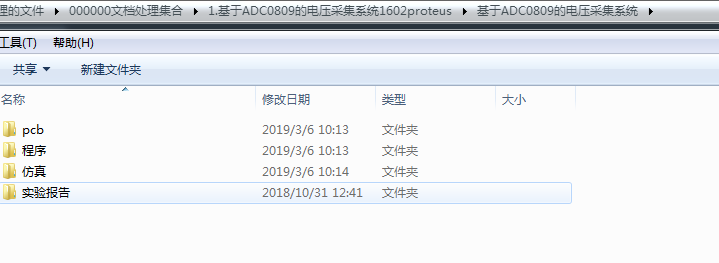 理的文件 ▸ 000000文档处理集合 ▸ 1.基于ADC0809的电压采集系统1602proteus ▸ 基于ADC0809的电压采集系统 ▸
工具(T) 帮助(H)
共享 新建文件夹
名称 修改日期 类型 大小
pcb 2019/3/6 10:13 文件夹
程序 2019/3/6 10:13 文件夹
仿真 2019/3/6 10:14 文件夹
实验报告 2018/10/31 12:41 文件夹